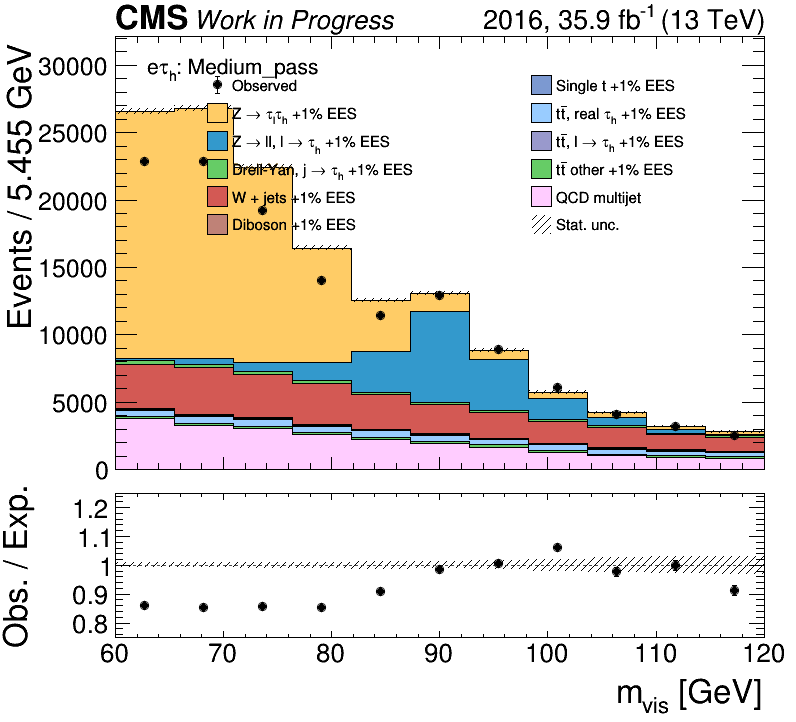 CMS Work in Progress 2016, 35.9 fb⁻¹ (13 TeV)
Events / 5.455 GeV
30000
25000
20000
15000
10000
5000
0
eτₕ: Medium_pass
Observed
Z → τₗτₕ +1% EES
Z → ll, l → τₕ +1% EES
Drell-Yan, j → τₕ +1% EES
W + jets +1% EES
Diboson +1% EES
Single t +1% EES
tt̄, real τₕ +1% EES
tt̄, l → τₕ +1% EES
tt̄ other +1% EES
QCD multijet
Stat. unc.
Obs. / Exp.
1.2
1.1
1
0.9
0.8
60 70 80 90 100 110 120
m_vis [GeV]